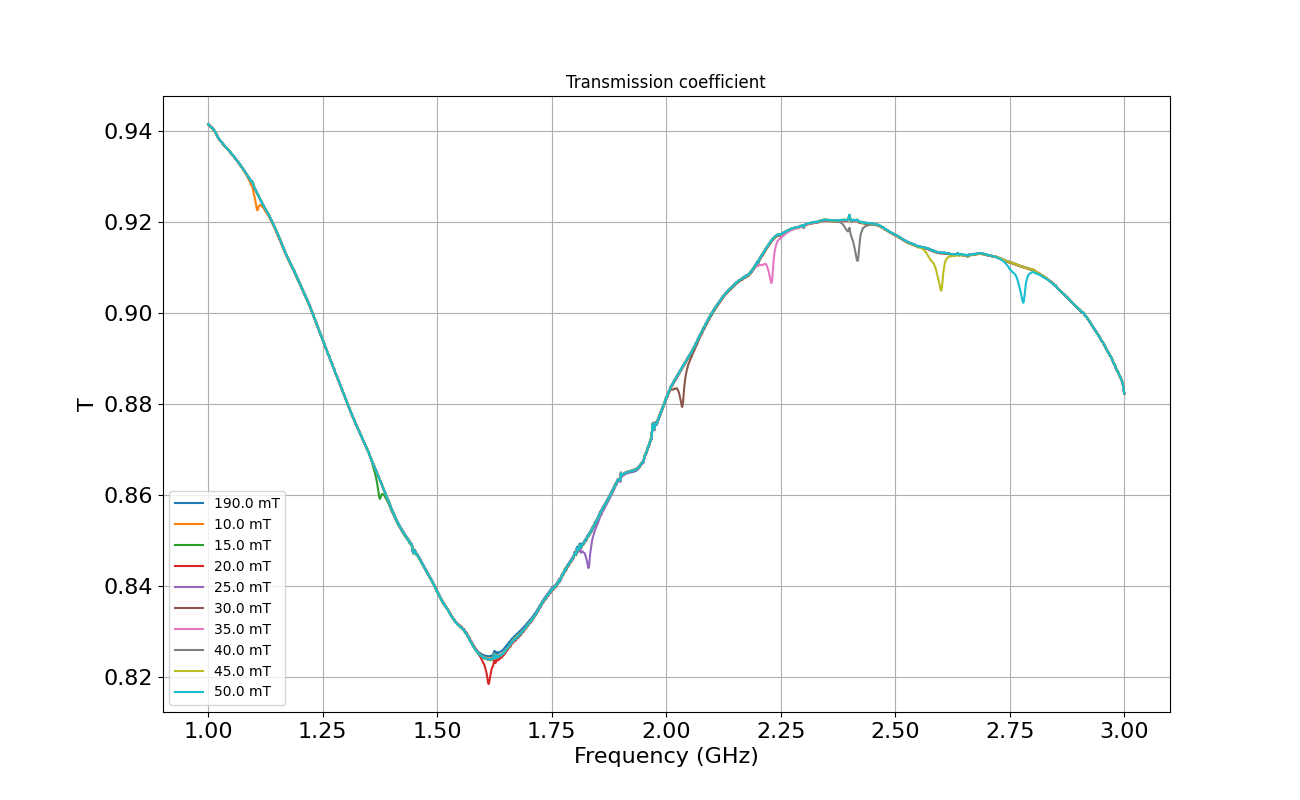 Transmission coefficient
0.94
0.92
0.90
0.88
0.86
0.84
0.82
T
190.0 mT
10.0 mT
15.0 mT
20.0 mT
25.0 mT
30.0 mT
35.0 mT
40.0 mT
45.0 mT
50.0 mT
1.00 1.25 1.50 1.75 2.00 2.25 2.50 2.75 3.00
Frequency (GHz)